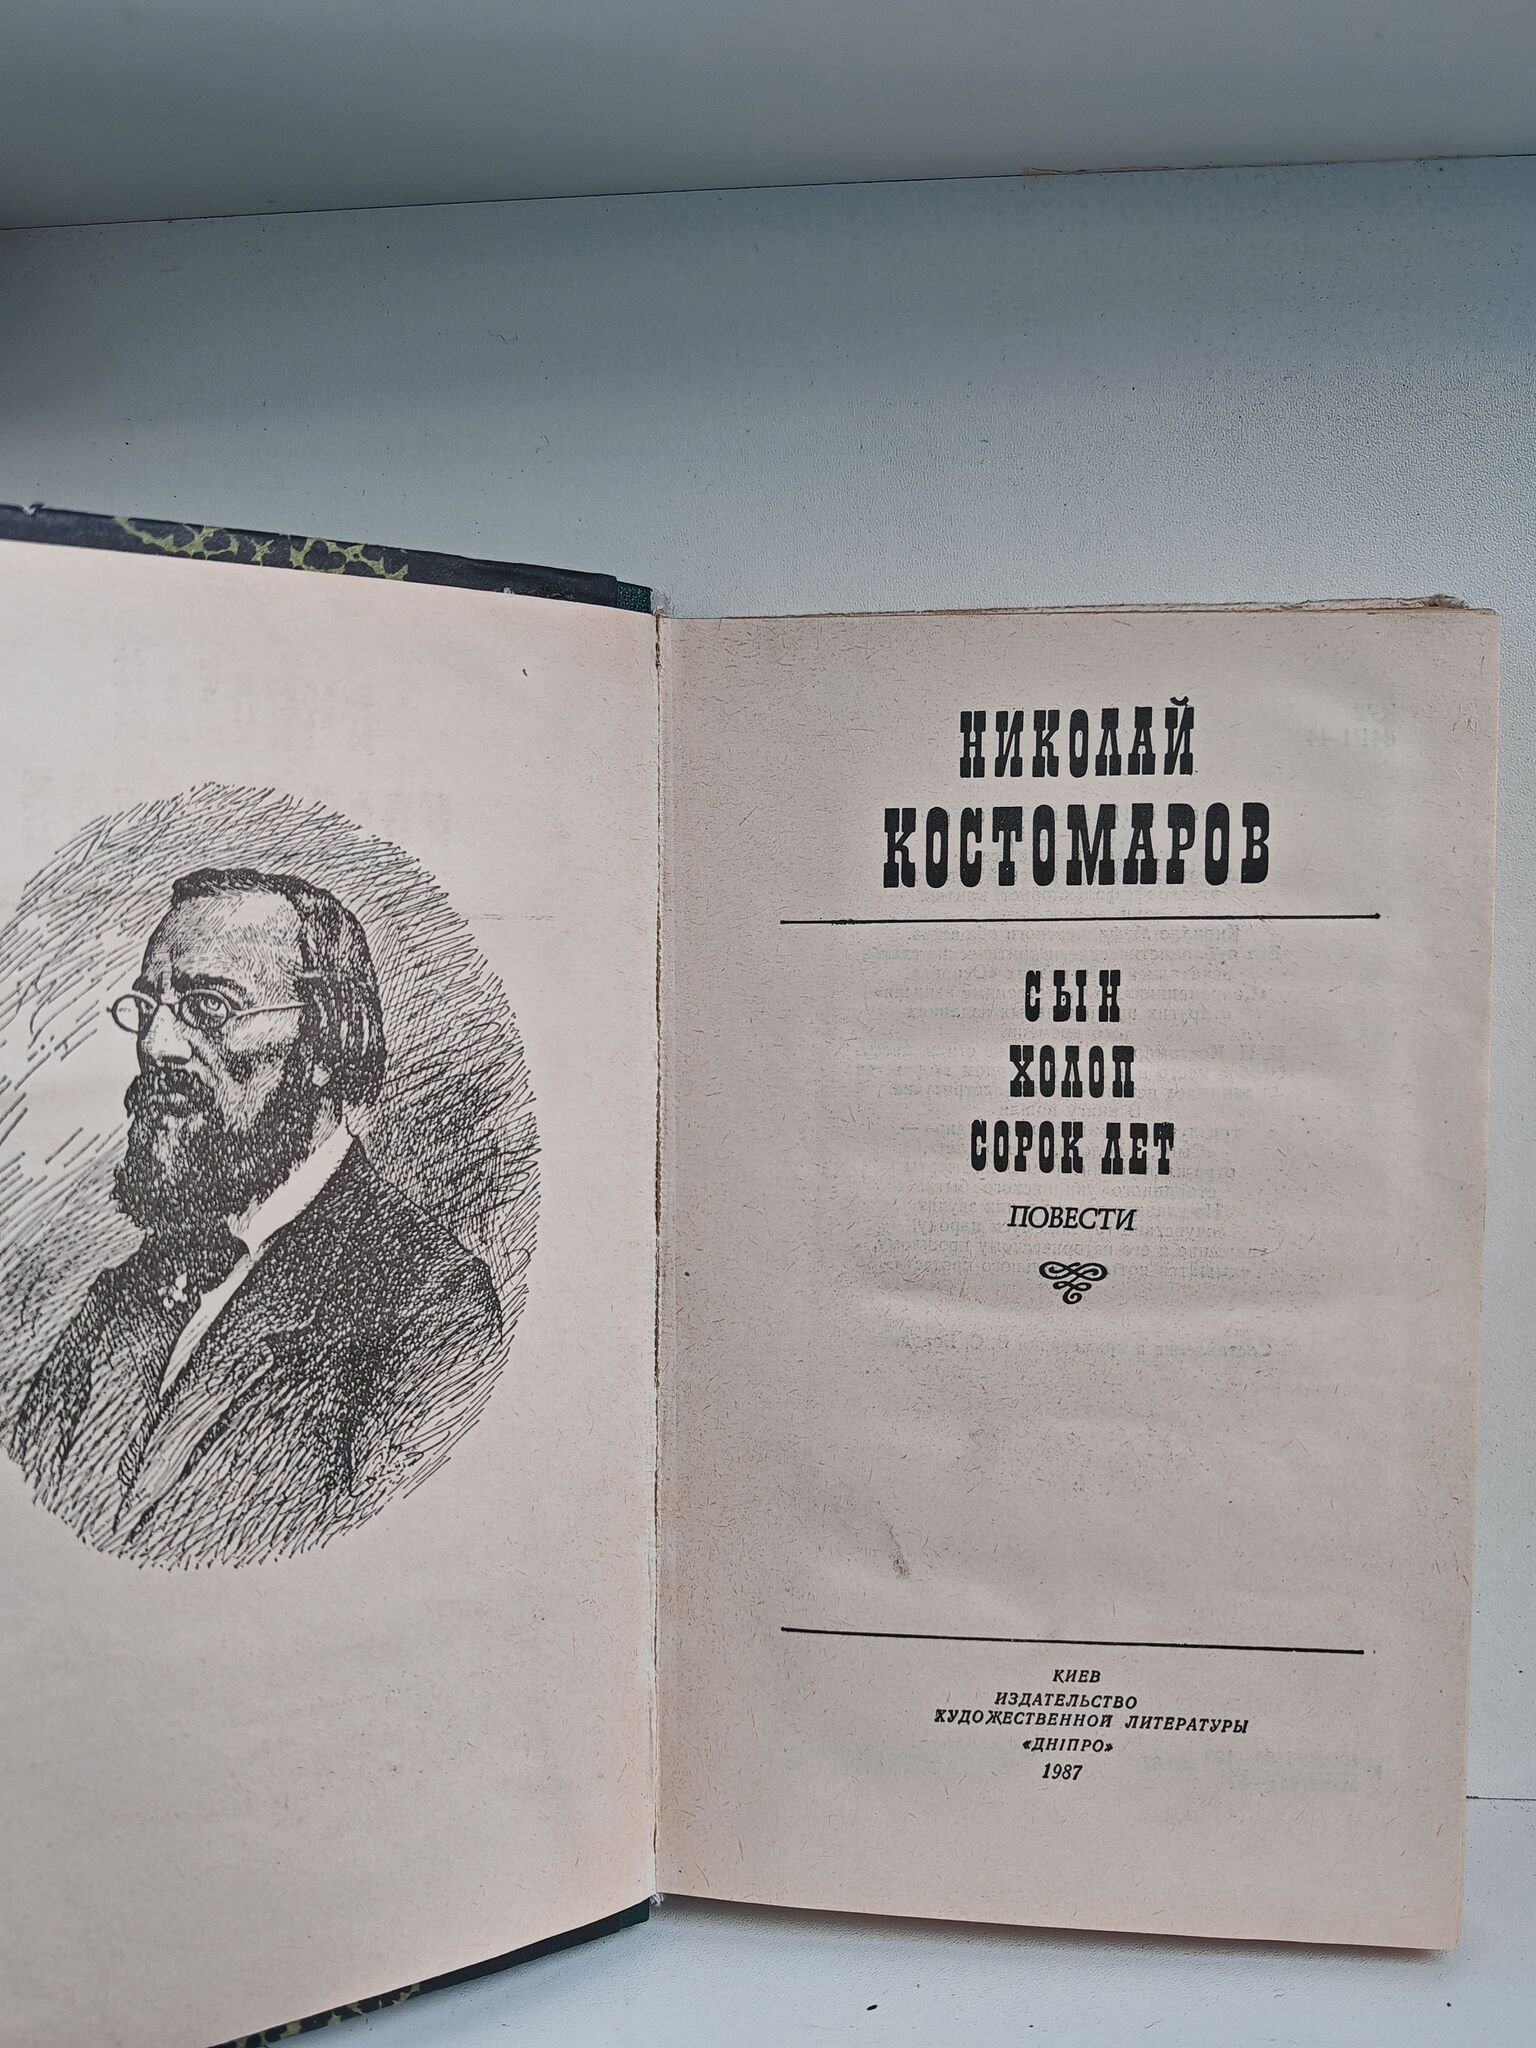 НИКОЛАЙ
КОСТОМАРОВ
СЫН
ХОЛОП
СОРОК ЛЕТ
ПОВЕСТИ
КИЕВ
ИЗДАТЕЛЬСТВО
ХУДОЖЕСТВЕННОЙ ЛИТЕРАТУРЫ
«ДНІПРО»
1987